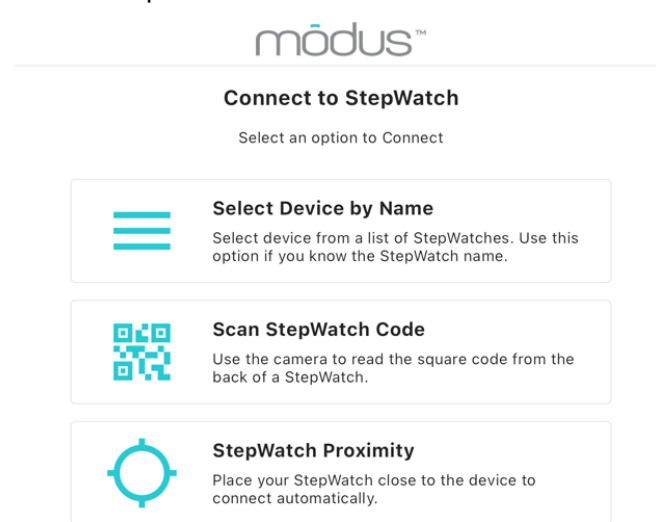 mōdus™
Connect to StepWatch
Select an option to Connect
Select Device by Name
Select device from a list of StepWatches. Use this
option if you know the StepWatch name.
Scan StepWatch Code
Use the camera to read the square code from the
back of a StepWatch.
StepWatch Proximity
Place your StepWatch close to the device to
connect automatically.